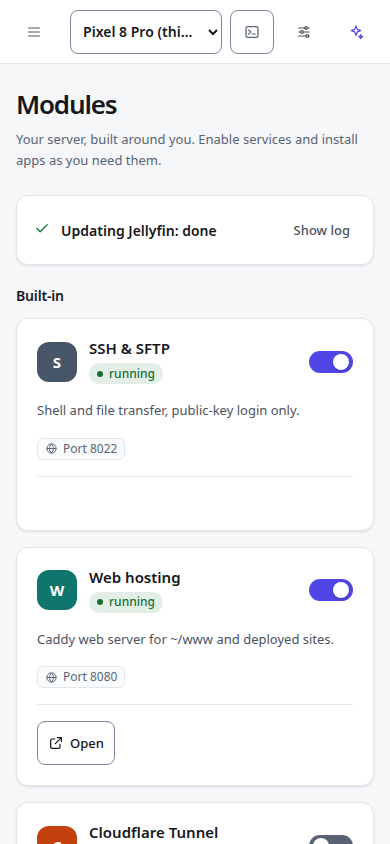 Pixel 8 Pro (thi...
Modules
Your server, built around you. Enable services and install
apps as you need them.
Updating Jellyfin: done
Show log
Built-in
S
SSH & SFTP
running
Shell and file transfer, public-key login only.
Port 8022
W
Web hosting
running
Caddy web server for ~/www and deployed sites.
Port 8080
Open
Cloudflare Tunnel